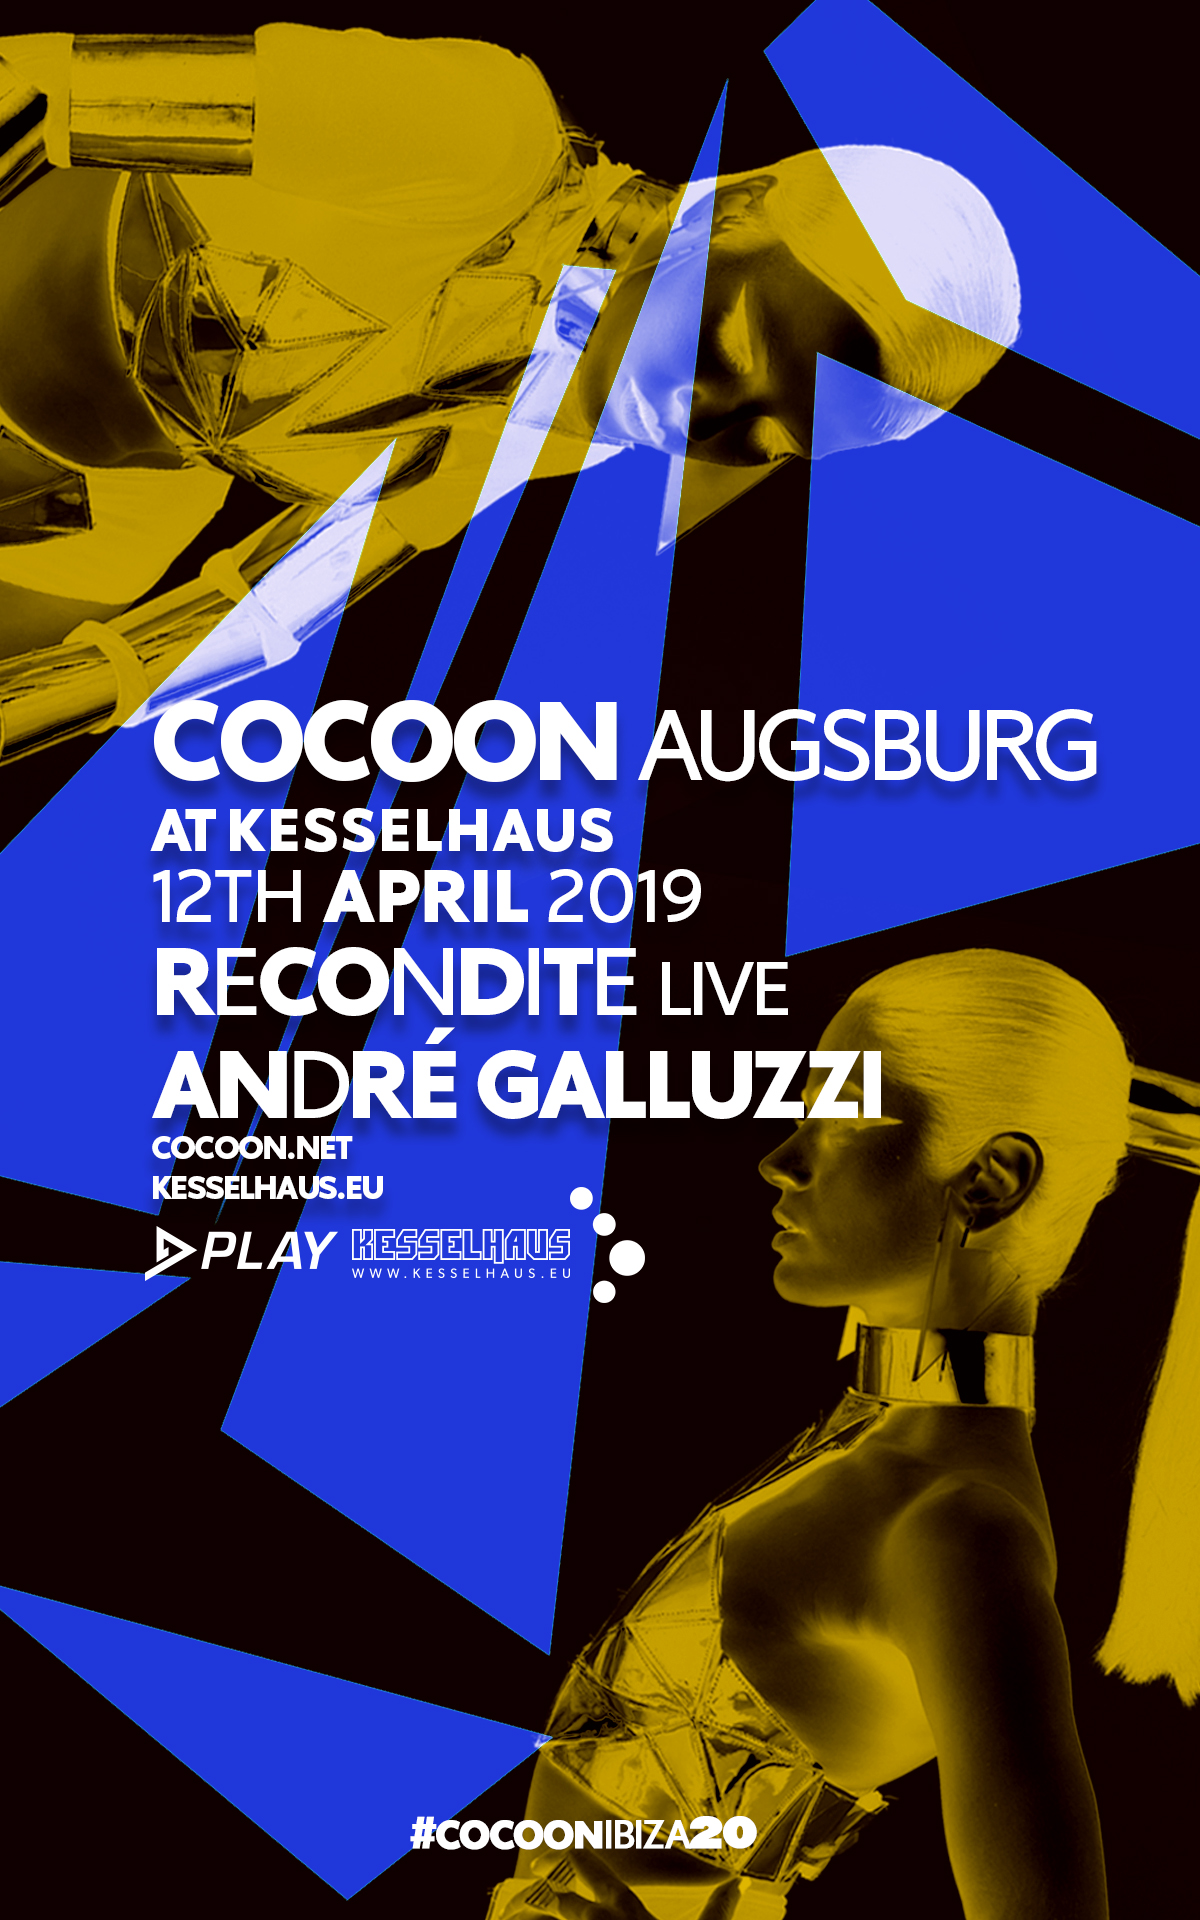 COCOON AUGSBURG
AT KESSELHAUS
12TH APRIL 2019
RECONDITE LIVE
ANDRÉ GALLUZZI
COCOON.NET
KESSELHAUS.EU
PLAY KESSELHAUS
WWW.KESSELHAUS.EU
#COCOONIBIZA20